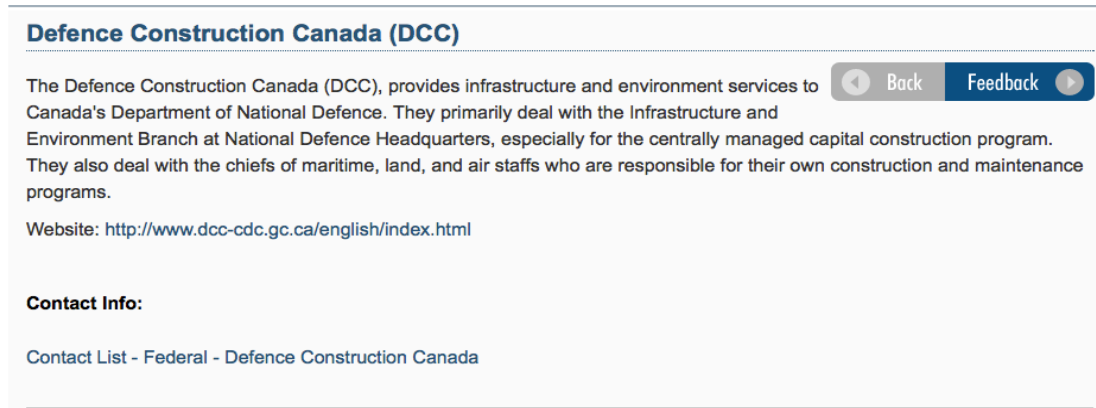 Defence Construction Canada (DCC)
The Defence Construction Canada (DCC), provides infrastructure and environment services to
Back
Feedback
Canada's Department of National Defence. They primarily deal with the Infrastructure and
Environment Branch at National Defence Headquarters, especially for the centrally managed capital construction program.
They also deal with the chiefs of maritime, land, and air staffs who are responsible for their own construction and maintenance
programs.
Website: http://www.dcc-cdc.gc.ca/english/index.html
Contact Info:
Contact List - Federal - Defence Construction Canada